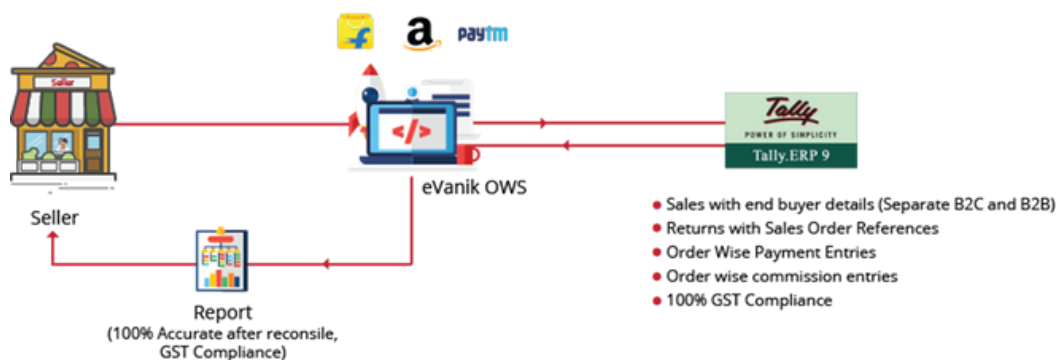 paytm
Seller
</>
eVanik OWS
Seller
Tally
POWER OF SIMPLICITY
Tally.ERP 9
Sales with end buyer details (Separate B2C and B2B)
Returns with Sales Order References
Order Wise Payment Entries
Order wise commission entries
100% GST Compliance
Report
(100% Accurate after reconsile,
GST Compliance)